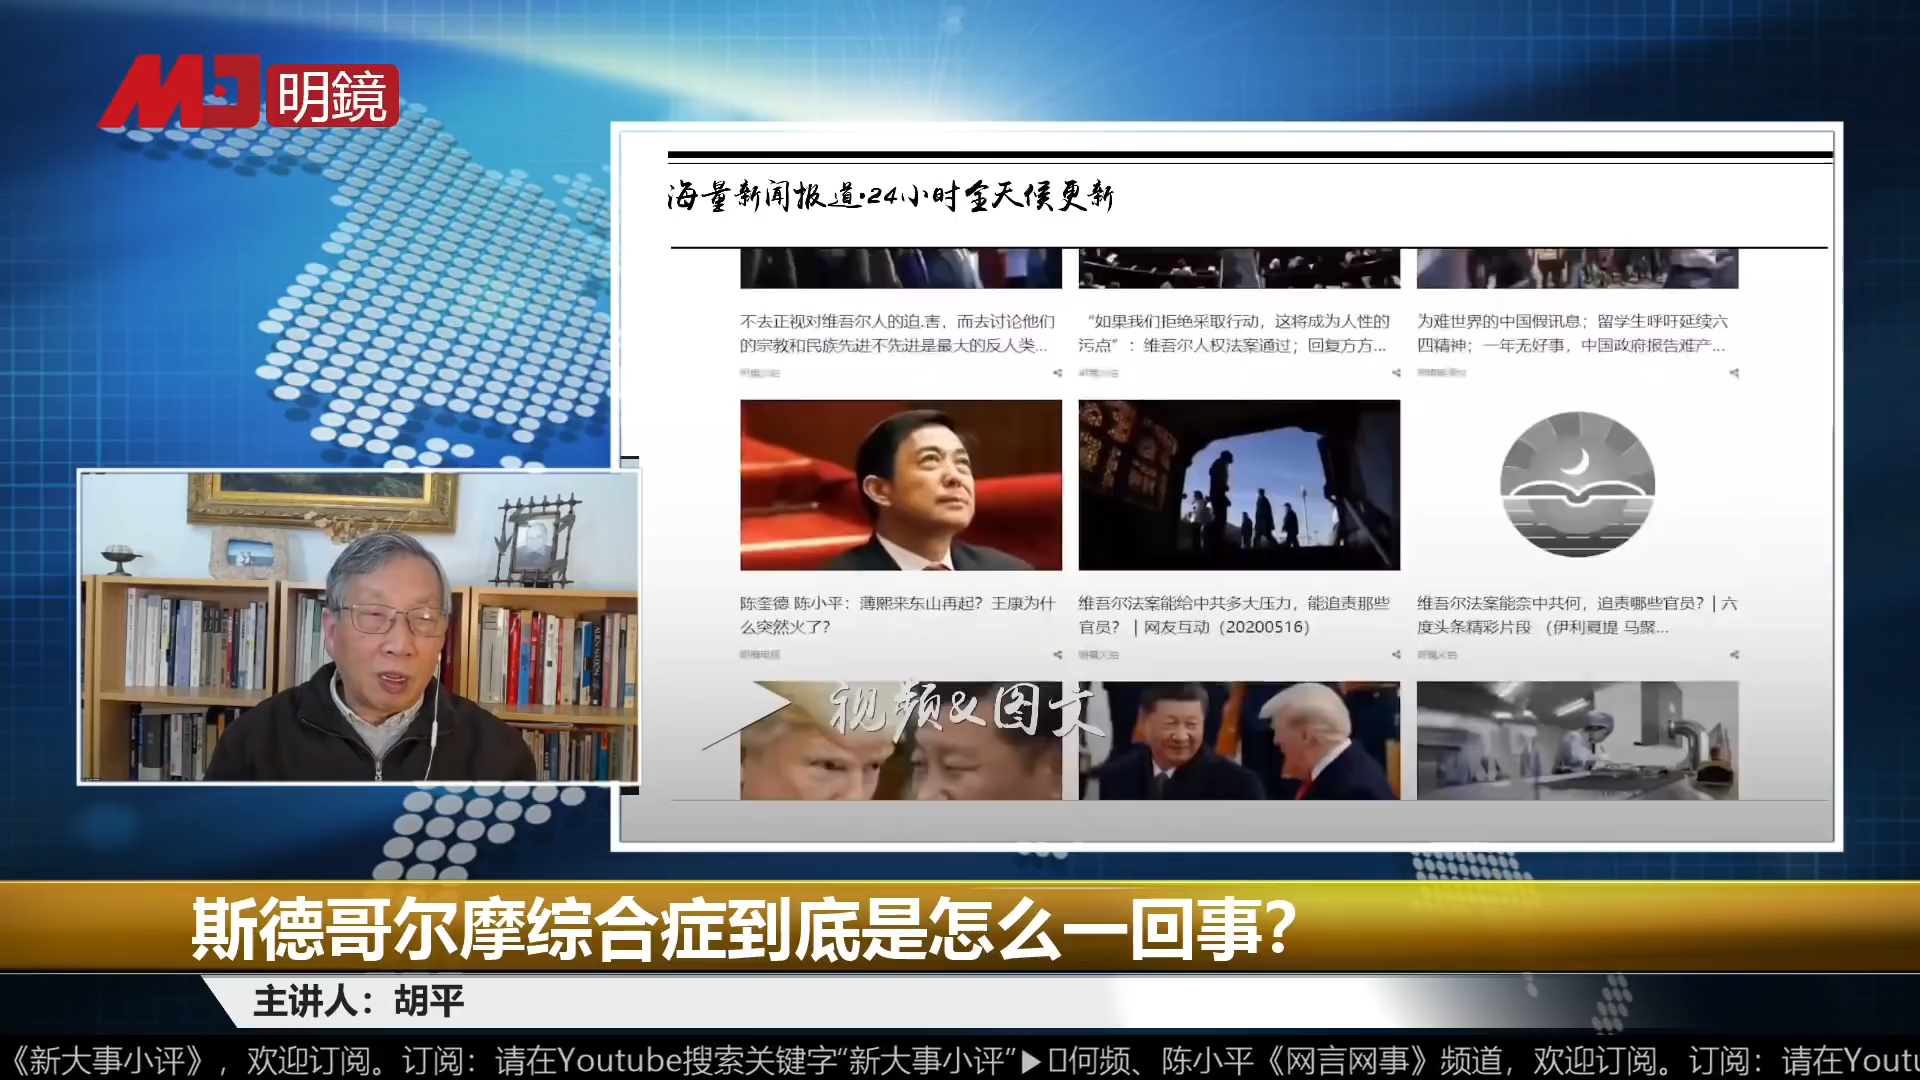 MJ 明鏡
海量新闻报道·24小时全天候更新
不去正视对维吾尔人的迫害，而去讨论他们
的宗教和民族先进不先进是最大的反人类...
“如果我们拒绝采取行动，这将成为人性的
污点”：维吾尔人权法案通过；回复方方...
为难世界的中国假讯息；留学生呼吁延续六
四精神；一年无好事，中国政府报告难产...
陈奎德 陈小平：薄熙来东山再起？王康为什
么突然火了？
维吾尔法案能给中共多大压力，能追责那些
官员？ | 网友互动（20200516）
维吾尔法案能奈中共何，追责哪些官员？| 六
度头条精彩片段 （伊利夏提 马聚...
视频&图文
斯德哥尔摩综合症到底是怎么一回事？
主讲人：胡平
《新大事小评》，欢迎订阅。订阅：请在Youtube搜索关键字“新大事小评”▶何频、陈小平《网言网事》频道，欢迎订阅。订阅：请在Youtu